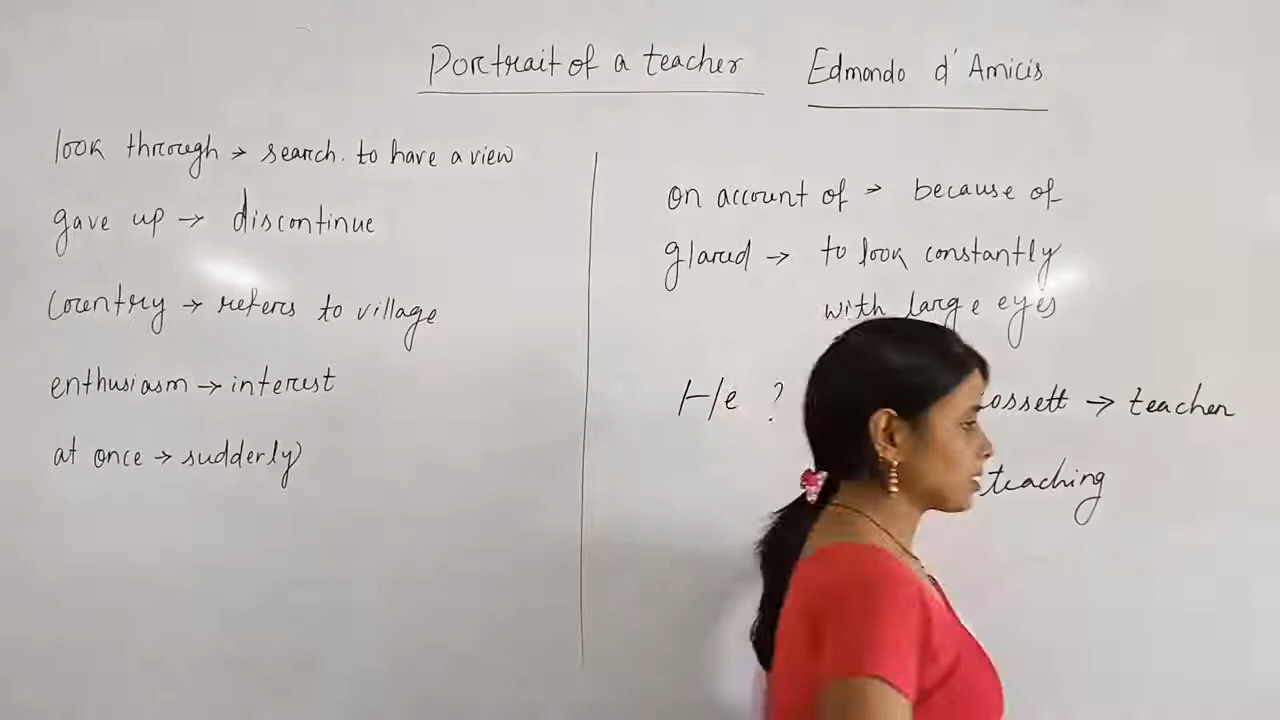 Portrait of a teacher Edmondo d'Amicis
look through → search. to have a view
gave up → discontinue
Country → refers to village
enthusiasm → interest
at once → sudderly
on account of → because of
glared → to look constantly
with large eyes
He ? ossett → teacher
teaching